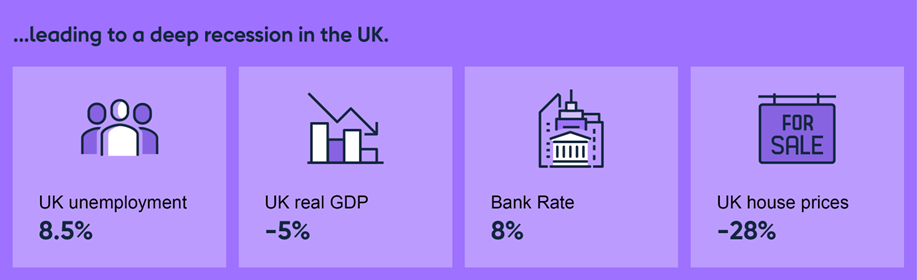 ...leading to a deep recession in the UK.
UK unemployment
8.5%
UK real GDP
-5%
Bank Rate
8%
FOR
SALE
UK house prices
-28%